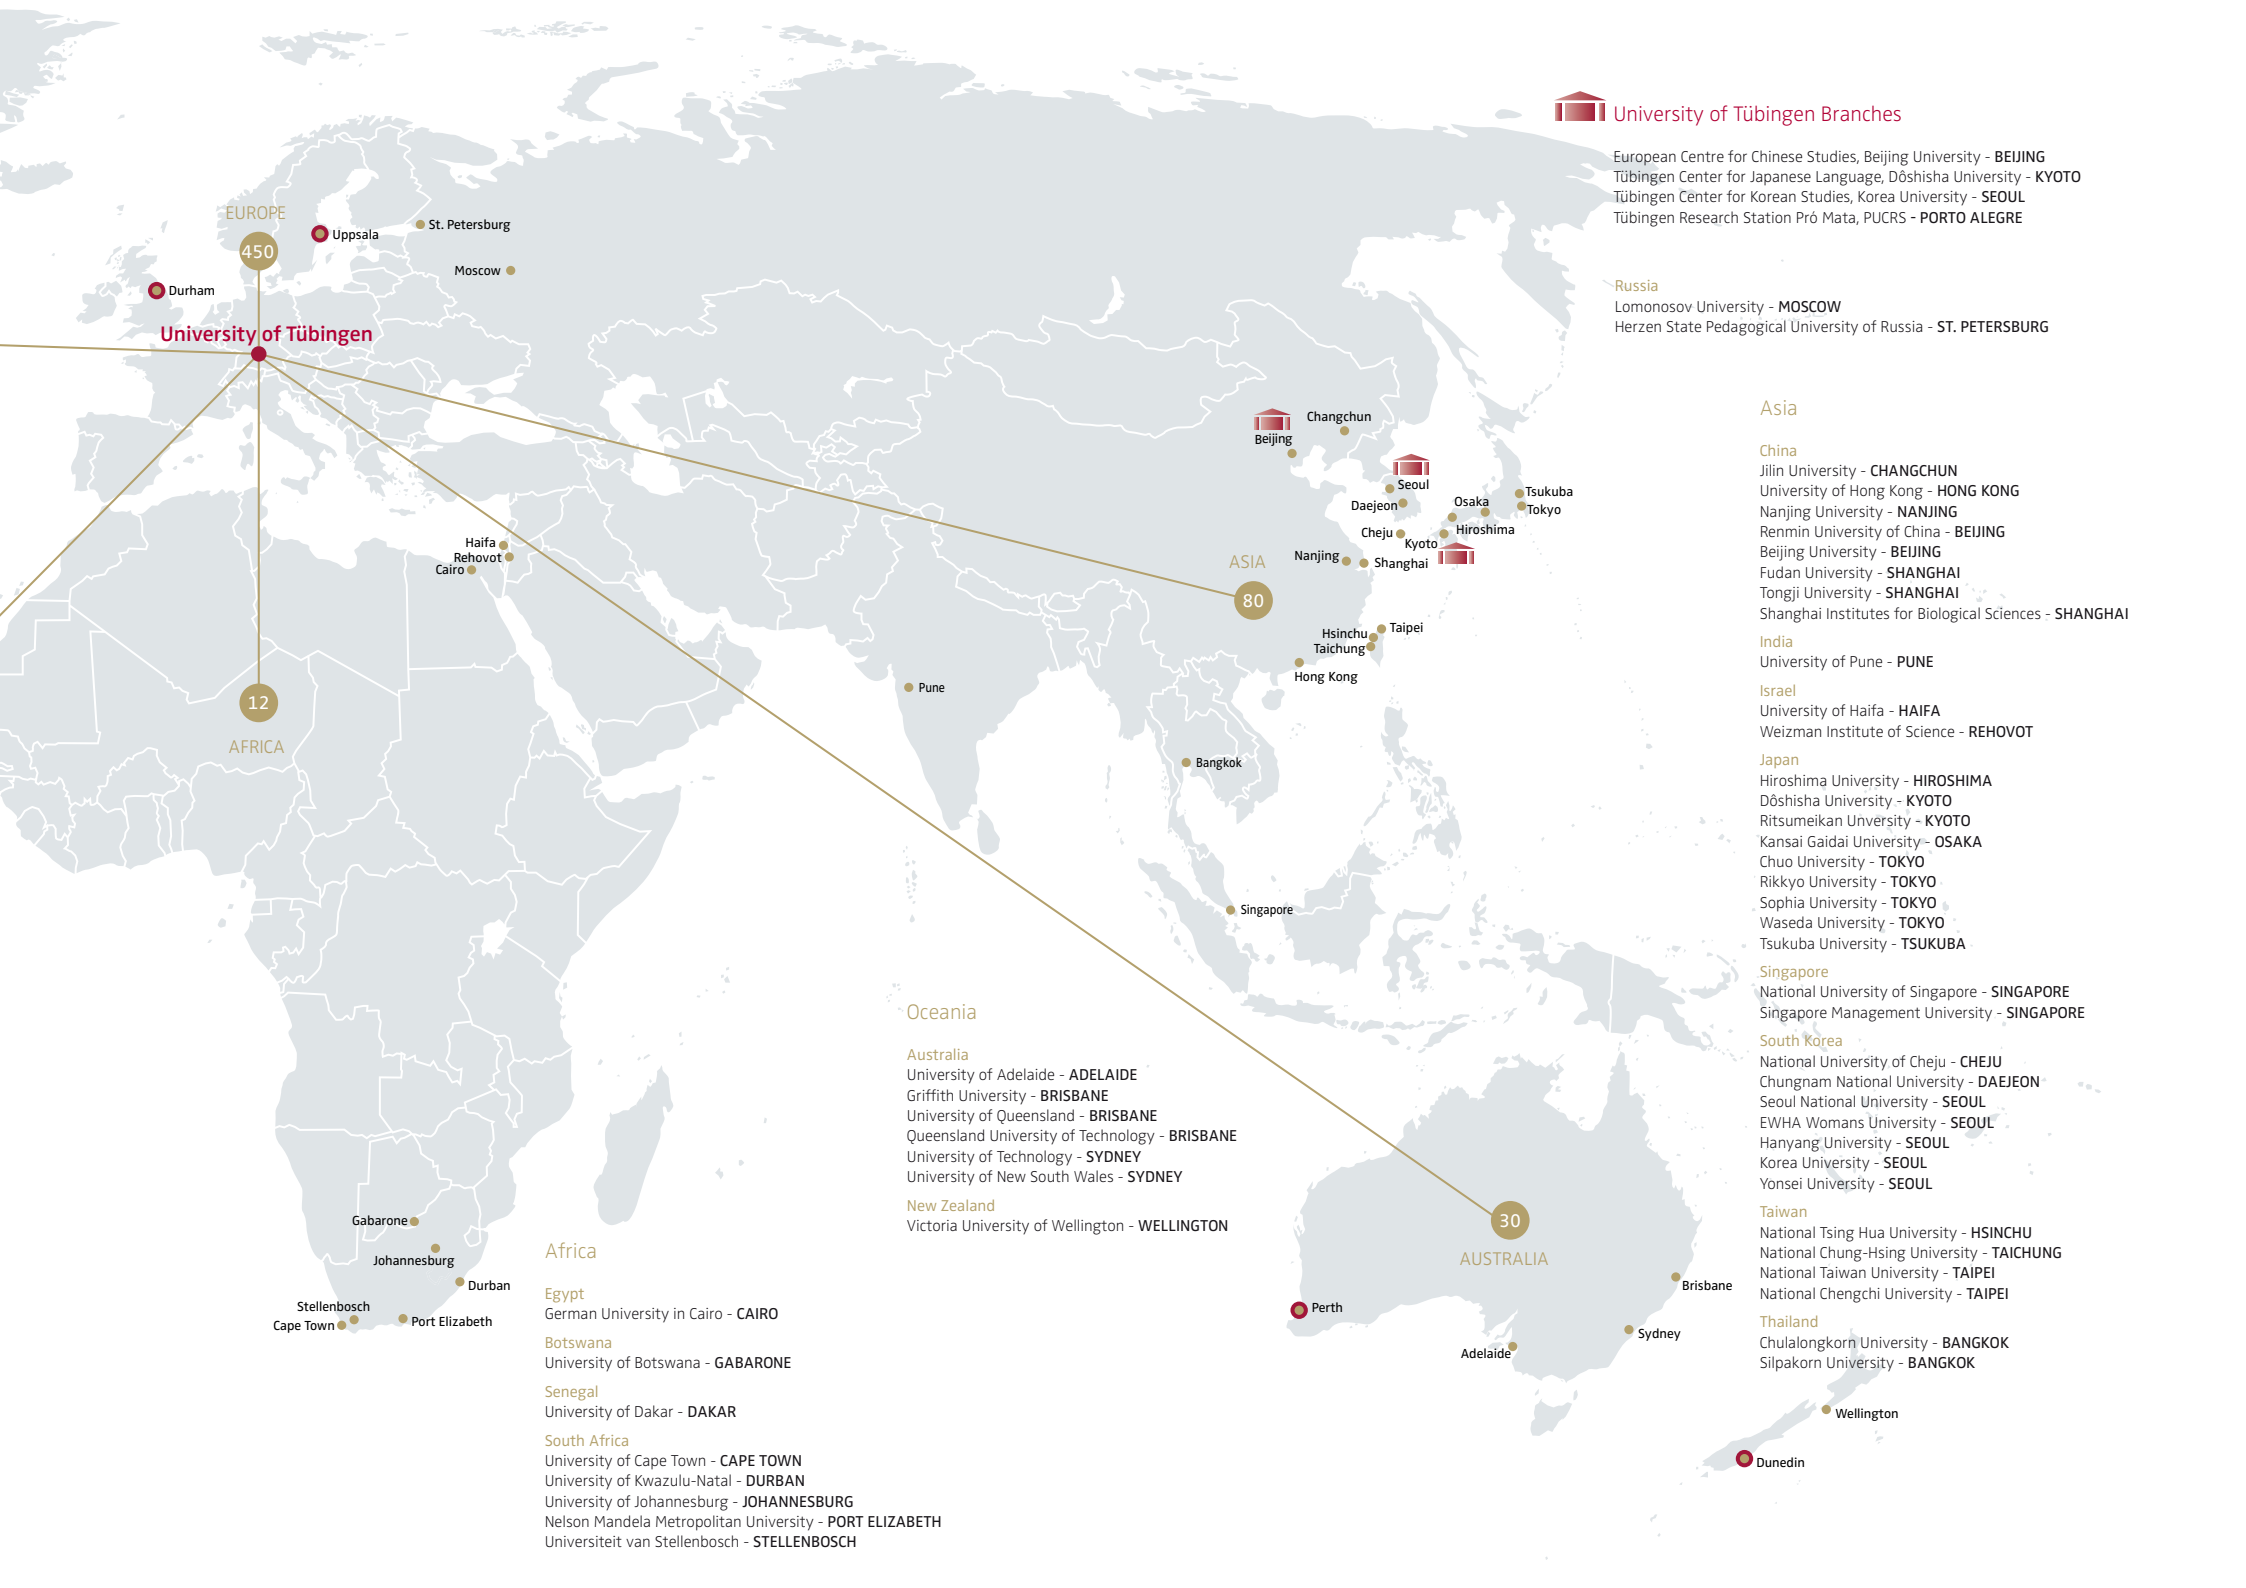 University of Tübingen Branches
European Centre for Chinese Studies, Beijing University - BEIJING
Tübingen Center for Japanese Language, Dôshisha University - KYOTO
Tübingen Center for Korean Studies, Korea University - SEOUL
Tübingen Research Station Pró Mata, PUCRS - PORTO ALEGRE
Russia
Lomonosov University - MOSCOW
Herzen State Pedagogical University of Russia - ST. PETERSBURG
EUROPE
450
Uppsala
St. Petersburg
Moscow
Durham
University of Tübingen
Changchun
Beijing
Seoul
Daejeon
Osaka
Tsukuba
Tokyo
Cheju
Kyoto
Hiroshima
Nanjing
Shanghai
Haifa
Rehovot
Cairo
ASIA
80
Hsinchu
Taichung
Taipei
Hong Kong
Pune
12
AFRICA
Bangkok
Singapore
Gabarone
Johannesburg
Durban
Stellenbosch
Cape Town
Port Elizabeth
30
AUSTRALIA
Perth
Adelaide
Brisbane
Sydney
Wellington
Dunedin
Africa
Egypt
German University in Cairo - CAIRO
Botswana
University of Botswana - GABARONE
Senegal
University of Dakar - DAKAR
South Africa
University of Cape Town - CAPE TOWN
University of Kwazulu-Natal - DURBAN
University of Johannesburg - JOHANNESBURG
Nelson Mandela Metropolitan University - PORT ELIZABETH
Universiteit van Stellenbosch - STELLENBOSCH
Oceania
Australia
University of Adelaide - ADELAIDE
Griffith University - BRISBANE
University of Queensland - BRISBANE
Queensland University of Technology - BRISBANE
University of Technology - SYDNEY
University of New South Wales - SYDNEY
New Zealand
Victoria University of Wellington - WELLINGTON
Asia
China
Jilin University - CHANGCHUN
University of Hong Kong - HONG KONG
Nanjing University - NANJING
Renmin University of China - BEIJING
Beijing University - BEIJING
Fudan University - SHANGHAI
Tongji University - SHANGHAI
Shanghai Institutes for Biological Sciences - SHANGHAI
India
University of Pune - PUNE
Israel
University of Haifa - HAIFA
Weizman Institute of Science - REHOVOT
Japan
Hiroshima University - HIROSHIMA
Dôshisha University - KYOTO
Ritsumeikan Unversity - KYOTO
Kansai Gaidai University - OSAKA
Chuo University - TOKYO
Rikkyo University - TOKYO
Sophia University - TOKYO
Waseda University - TOKYO
Tsukuba University - TSUKUBA
Singapore
National University of Singapore - SINGAPORE
Singapore Management University - SINGAPORE
South Korea
National University of Cheju - CHEJU
Chungnam National University - DAEJEON
Seoul National University - SEOUL
EWHA Womans University - SEOUL
Hanyang University - SEOUL
Korea University - SEOUL
Yonsei University - SEOUL
Taiwan
National Tsing Hua University - HSINCHU
National Chung-Hsing University - TAICHUNG
National Taiwan University - TAIPEI
National Chengchi University - TAIPEI
Thailand
Chulalongkorn University - BANGKOK
Silpakorn University - BANGKOK